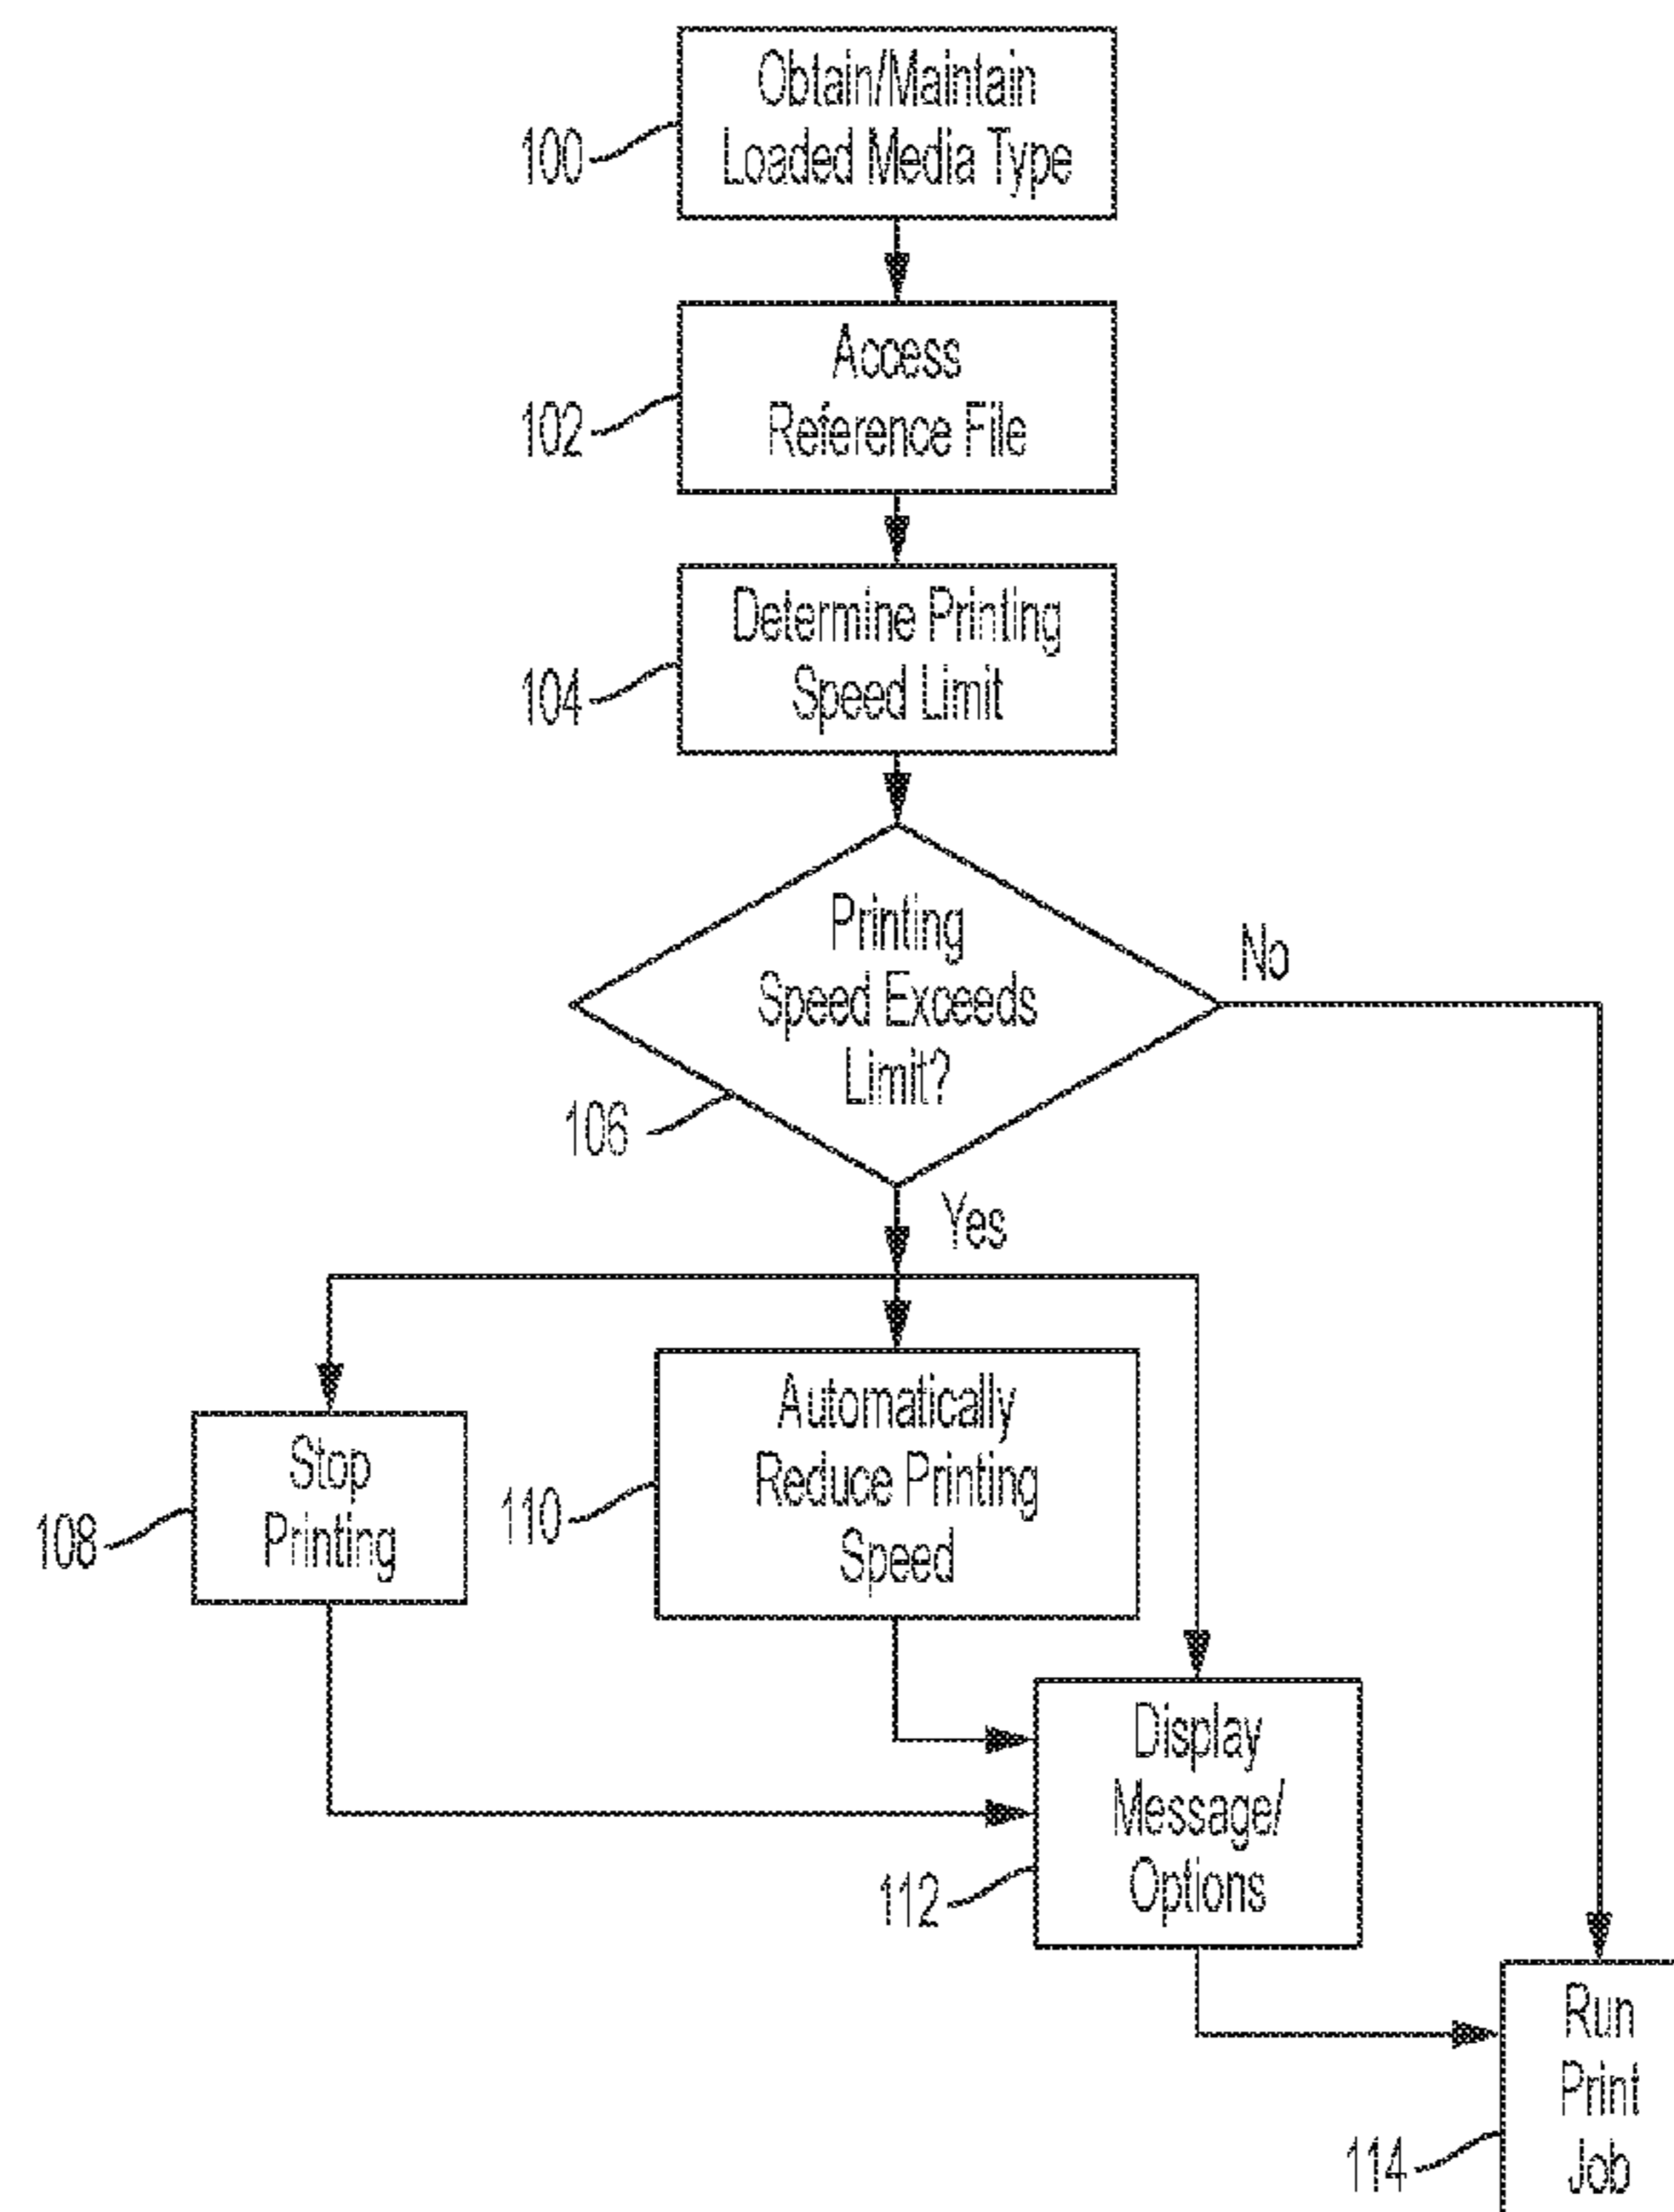 Obtain/Maintain
Loaded Media Type
100
Access
Reference File
102
Determine Printing
Speed Limit
104
Printing
Speed Exceeds
Limit?
106
No
Yes
Stop
Printing
108
Automatically
Reduce Printing
Speed
110
Display
Message/
Options
112
Run
Print
Job
114